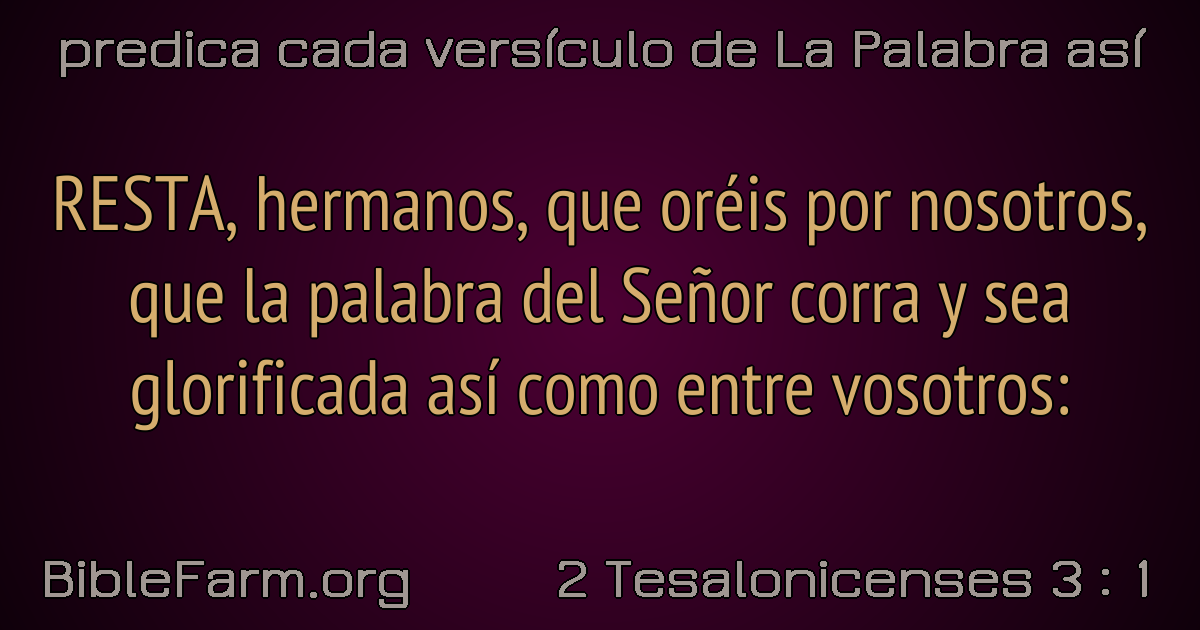 predica cada versículo de La Palabra así
RESTA, hermanos, que oréis por nosotros,
que la palabra del Señor corra y sea
glorificada así como entre vosotros:
BibleFarm.org
2 Tesalonicenses 3 : 1